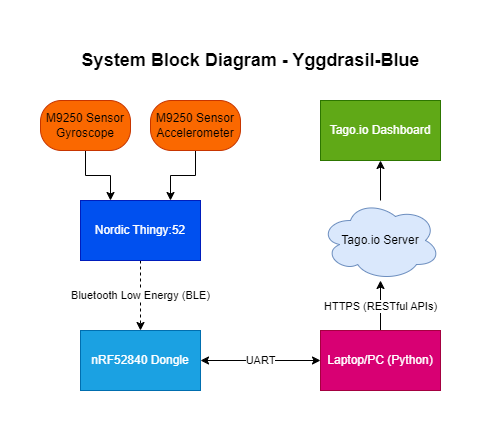 System Block Diagram - Yggdrasil-Blue
M9250 Sensor
Gyroscope
M9250 Sensor
Accelerometer
Tago.io Dashboard
Nordic Thingy:52
Tago.io Server
Bluetooth Low Energy (BLE)
HTTPS (RESTful APIs)
nRF52840 Dongle
UART
Laptop/PC (Python)